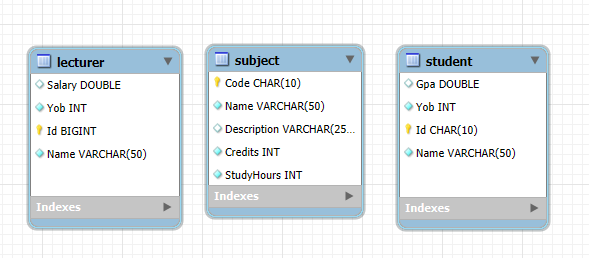 lecturer
Salary DOUBLE
Yob INT
Id BIGINT
Name VARCHAR(50)
Indexes
subject
Code CHAR(10)
Name VARCHAR(50)
Description VARCHAR(25...
Credits INT
StudyHours INT
Indexes
student
Gpa DOUBLE
Yob INT
Id CHAR(10)
Name VARCHAR(50)
Indexes